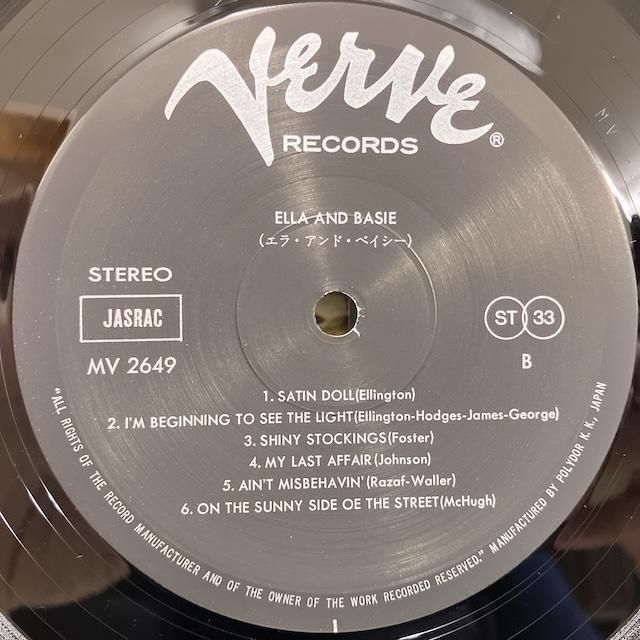 VERVE
RECORDS ®
ELLA AND BASIE
(エラ・アンド・ベイシー)
STEREO
JASRAC
MV 2649
ST 33
B
1. SATIN DOLL(Ellington)
2. I'M BEGINNING TO SEE THE LIGHT(Ellington-Hodges-James-George)
3. SHINY STOCKINGS(Foster)
4. MY LAST AFFAIR(Johnson)
5. AIN'T MISBEHAVIN'(Razaf-Waller)
6. ON THE SUNNY SIDE OE THE STREET(McHugh)
"ALL RIGHTS OF THE RECORD MANUFACTURER AND OF THE OWNER OF THE WORK RECORDED RESERVED." MANUFACTURED BY POLYDOR K. K., JAPAN
MV